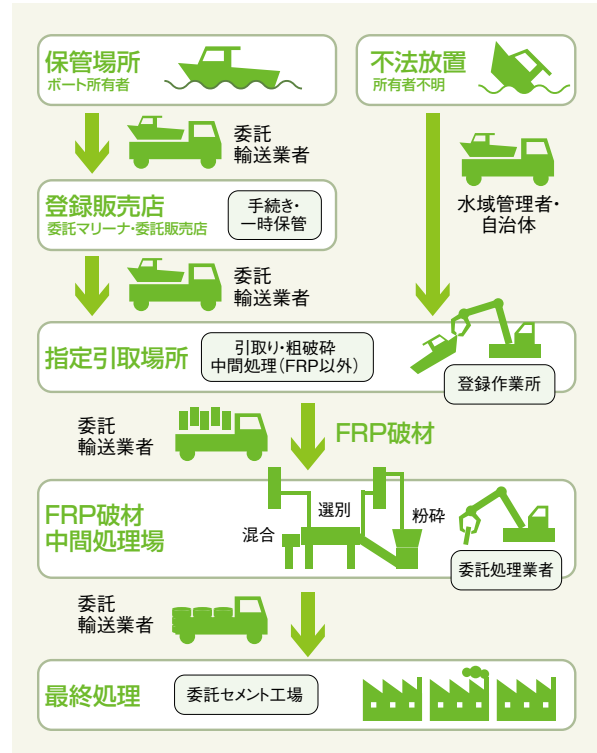 保管場所
ボート所有者
不法放置
所有者不明
委託
輸送業者
登録販売店
委託マリーナ・委託販売店
手続き・
一時保管
水域管理者・
自治体
委託
輸送業者
指定引取場所
引取り・粗破砕
中間処理（FRP以外）
登録作業所
委託
輸送業者
FRP破材
FRP破材
中間処理場
混合
選別
粉砕
委託処理業者
委託
輸送業者
最終処理
委託セメント工場